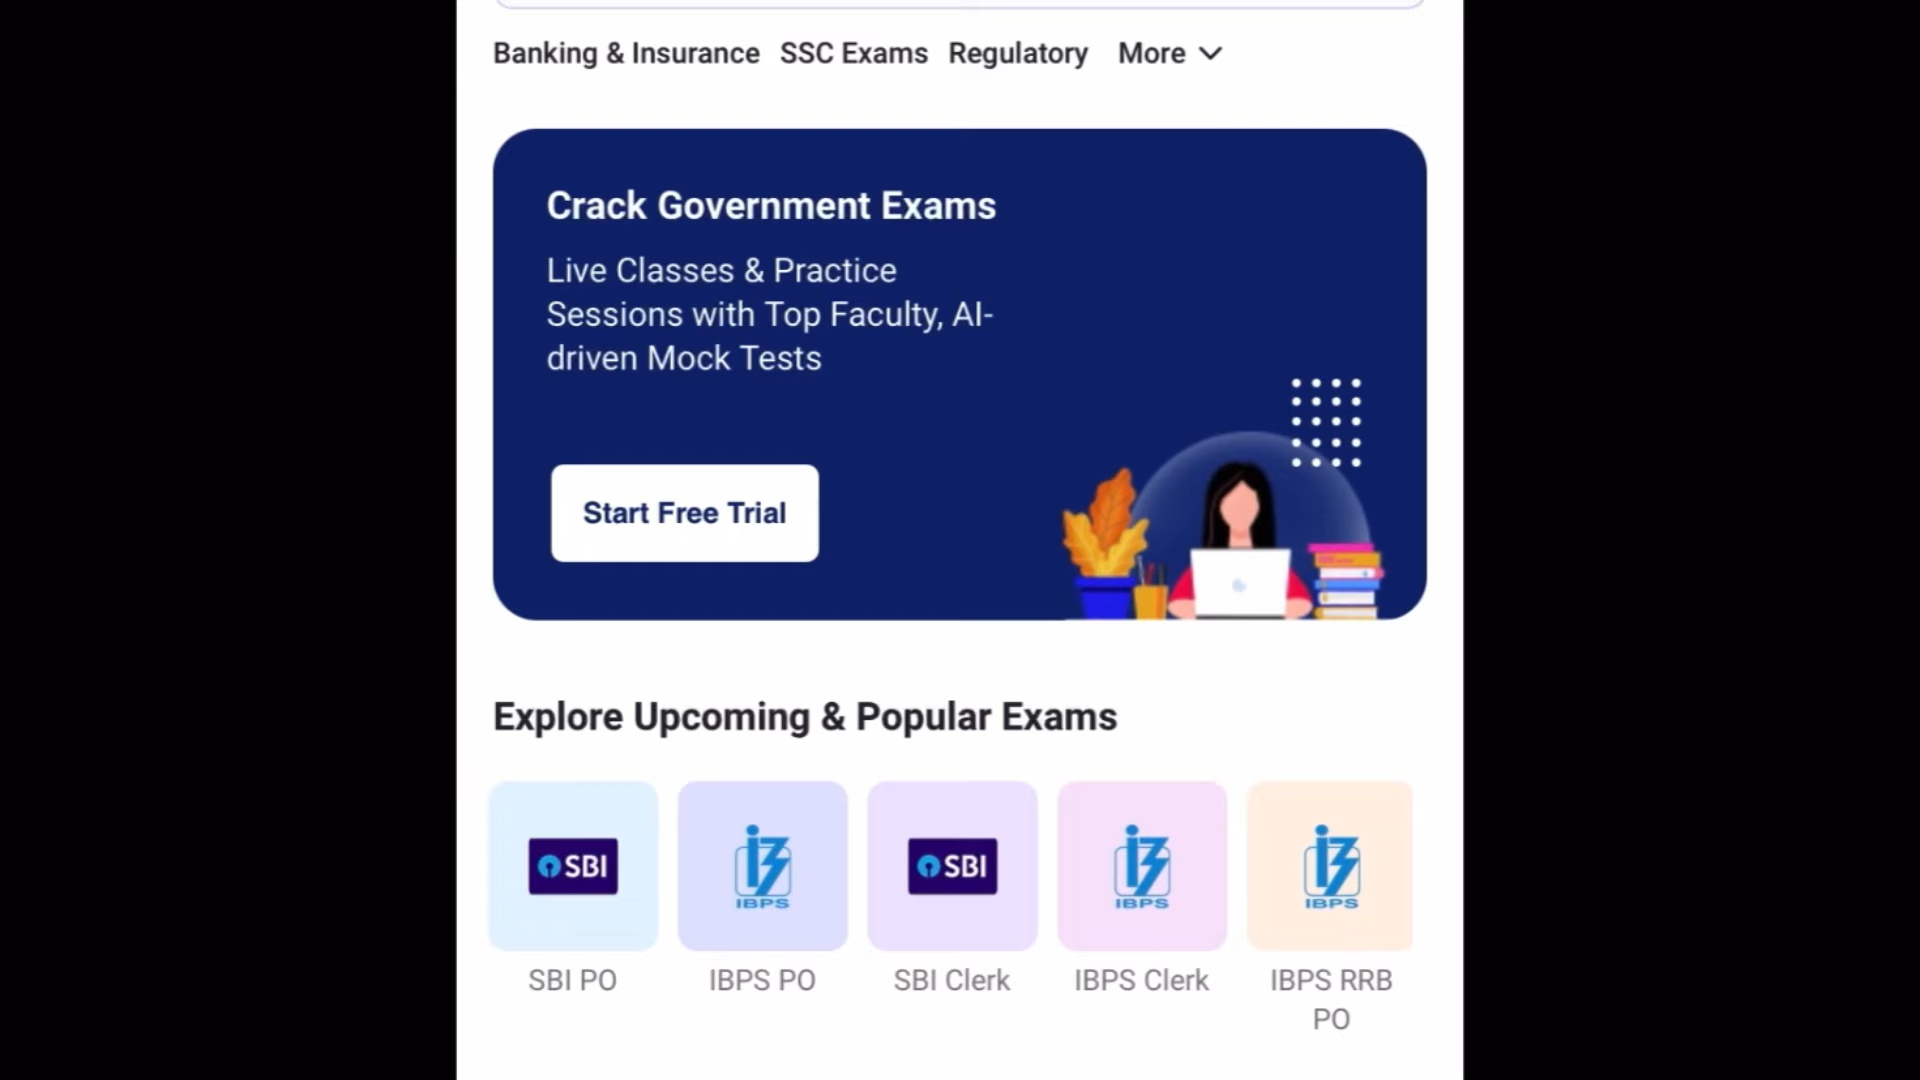 Banking & Insurance SSC Exams Regulatory More
Crack Government Exams
Live Classes & Practice
Sessions with Top Faculty, AI-
driven Mock Tests
Start Free Trial
Explore Upcoming & Popular Exams
SBI IBPS SBI IBPS IBPS
SBI PO IBPS PO SBI Clerk IBPS Clerk IBPS RRB
PO